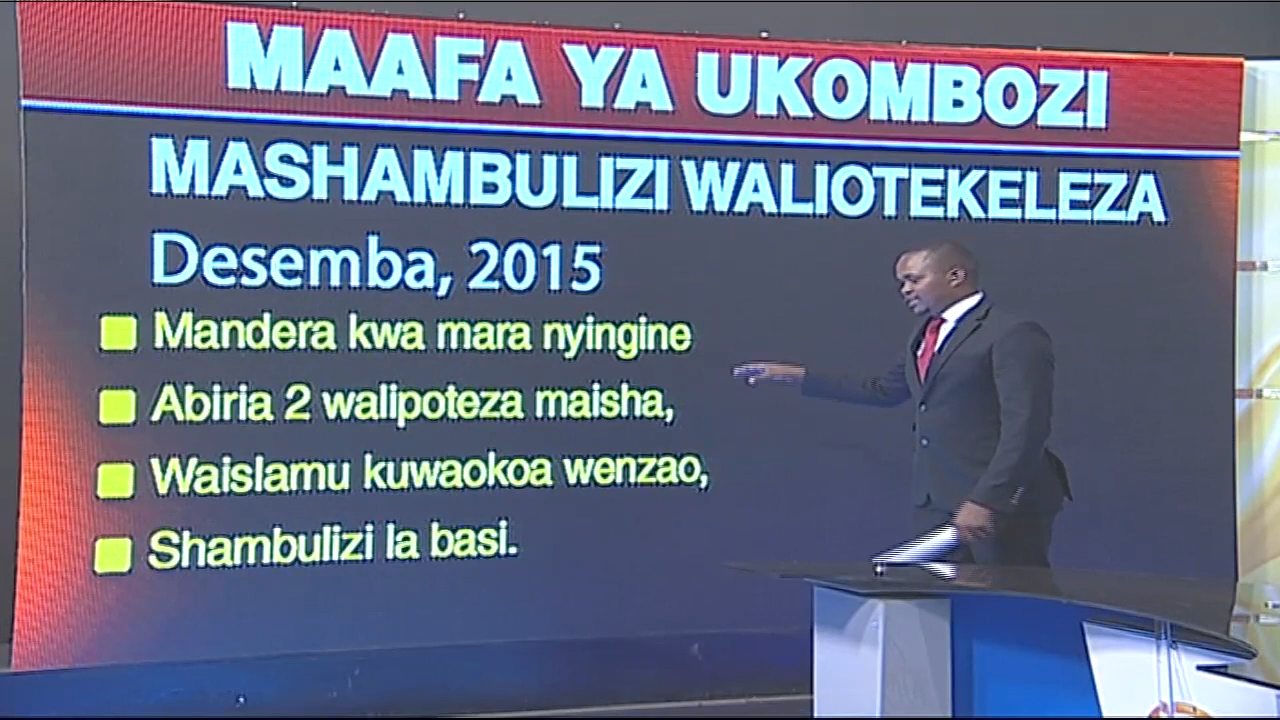 MAAFA YA UKOMBOZI
MASHAMBULIZI WALIOTEKELEZA
Desemba, 2015
Mandera kwa mara nyingine
Abiria 2 walipoteza maisha,
Waislamu kuwaokoa wenzao,
Shambulizi la basi.